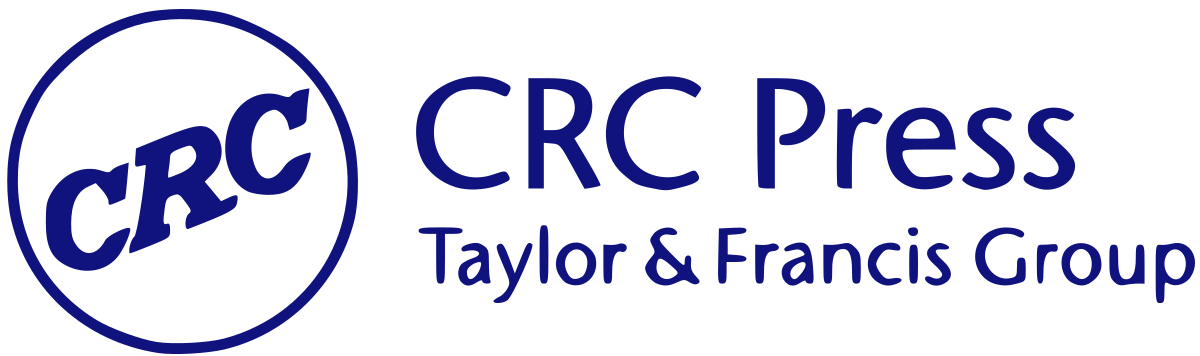 CRC
CRC Press
Taylor & Francis Group